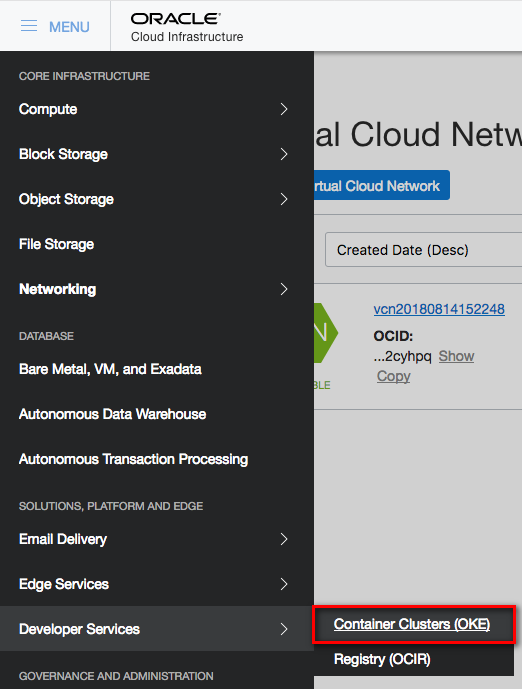 MENU
ORACLE®
Cloud Infrastructure
CORE INFRASTRUCTURE
Compute
Block Storage
Object Storage
File Storage
Networking
DATABASE
Bare Metal, VM, and Exadata
Autonomous Data Warehouse
Autonomous Transaction Processing
SOLUTIONS, PLATFORM AND EDGE
Email Delivery
Edge Services
Developer Services
GOVERNANCE AND ADMINISTRATION
Container Clusters (OKE)
Registry (OCIR)
al Cloud Netw
rtual Cloud Network
Created Date (Desc)
N
BLE
vcn20180814152248
OCID:
...2cyhpq Show
Copy